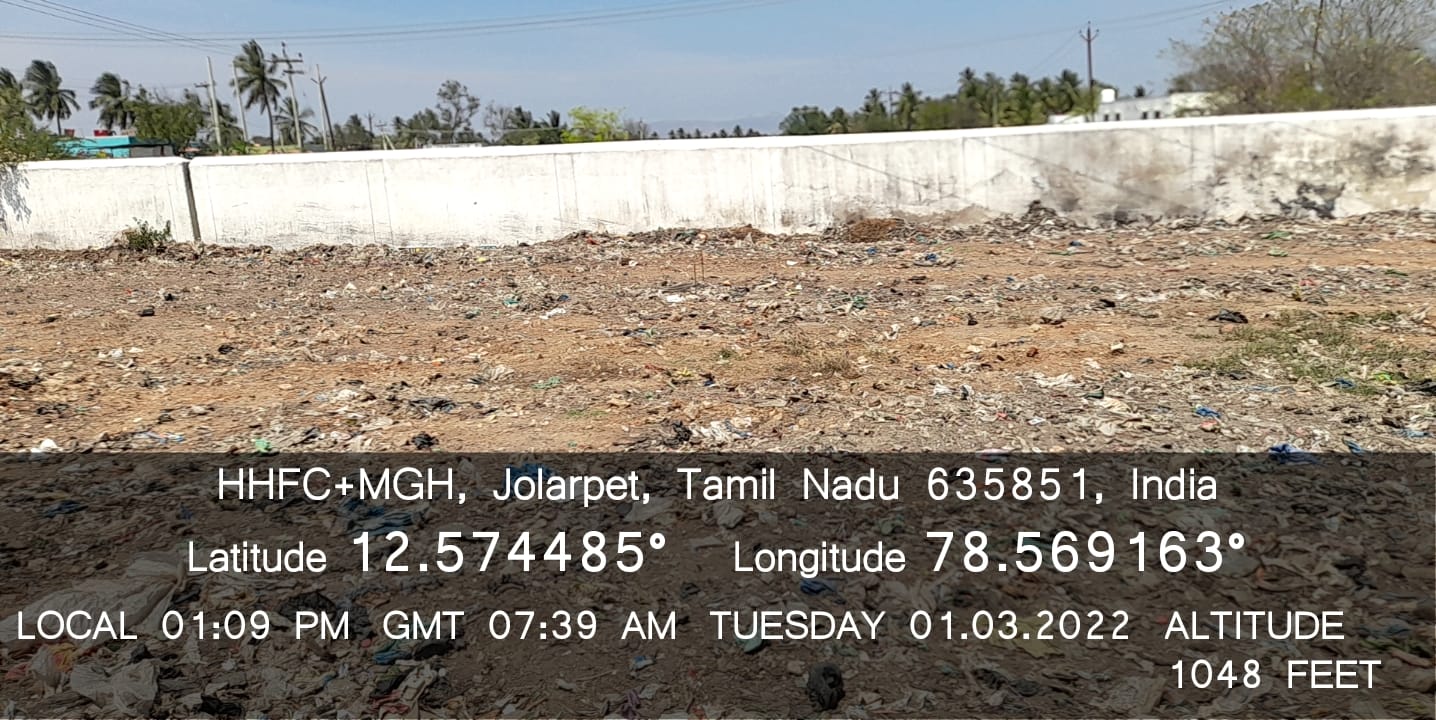 HHFC+MGH, Jolarpet, Tamil Nadu 635851, India
Latitude 12.574485° Longitude 78.569163°
LOCAL 01:09 PM GMT 07:39 AM TUESDAY 01.03.2022 ALTITUDE
1048 FEET